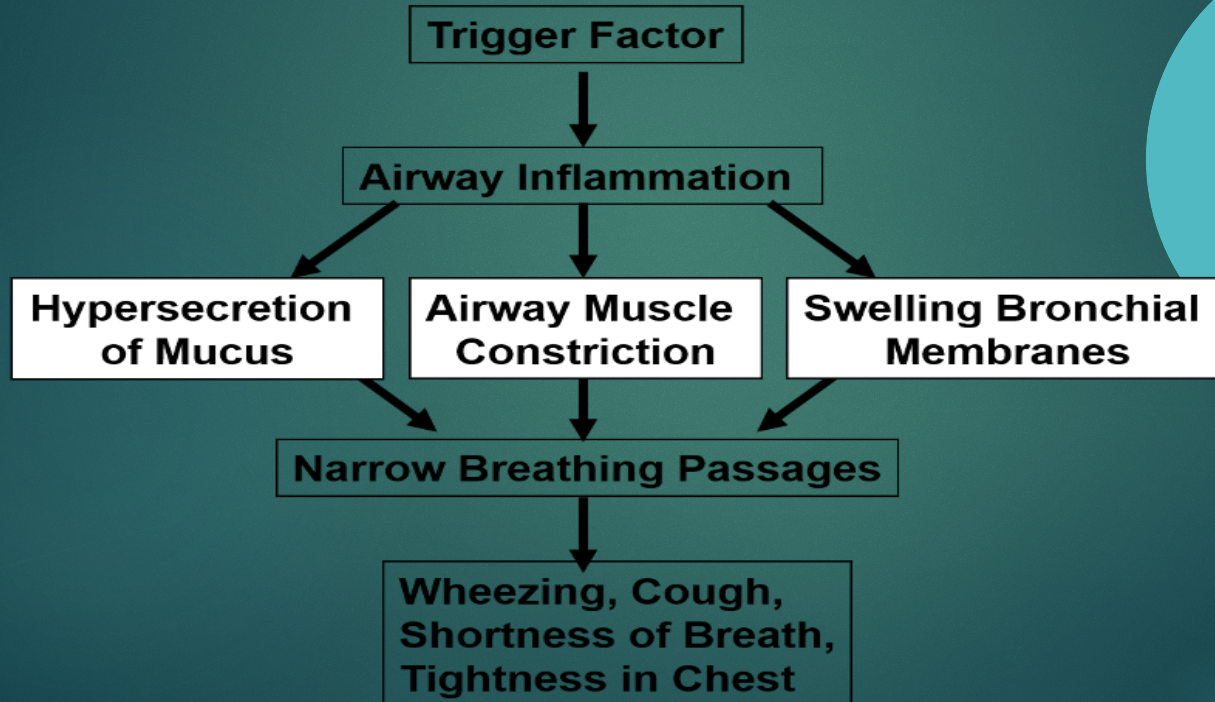 Trigger Factor
Airway Inflammation
Hypersecretion
of Mucus
Airway Muscle
Constriction
Swelling Bronchial
Membranes
Narrow Breathing Passages
Wheezing, Cough,
Shortness of Breath,
Tightness in Chest